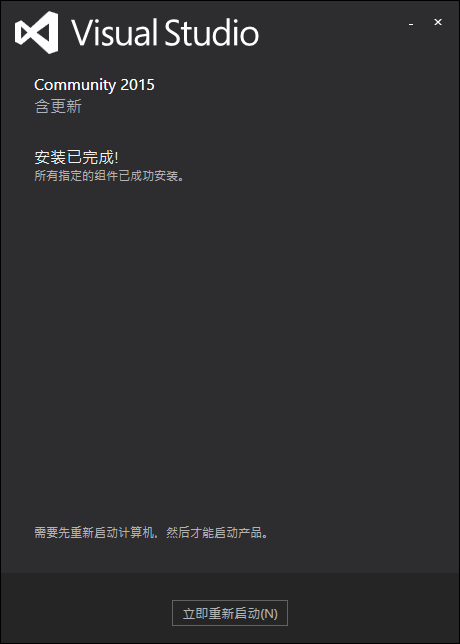 Visual Studio
Community 2015
含更新
安装已完成!
所有指定的组件已成功安装。
需要先重新启动计算机，然后才能启动产品。
立即重新启动(N)